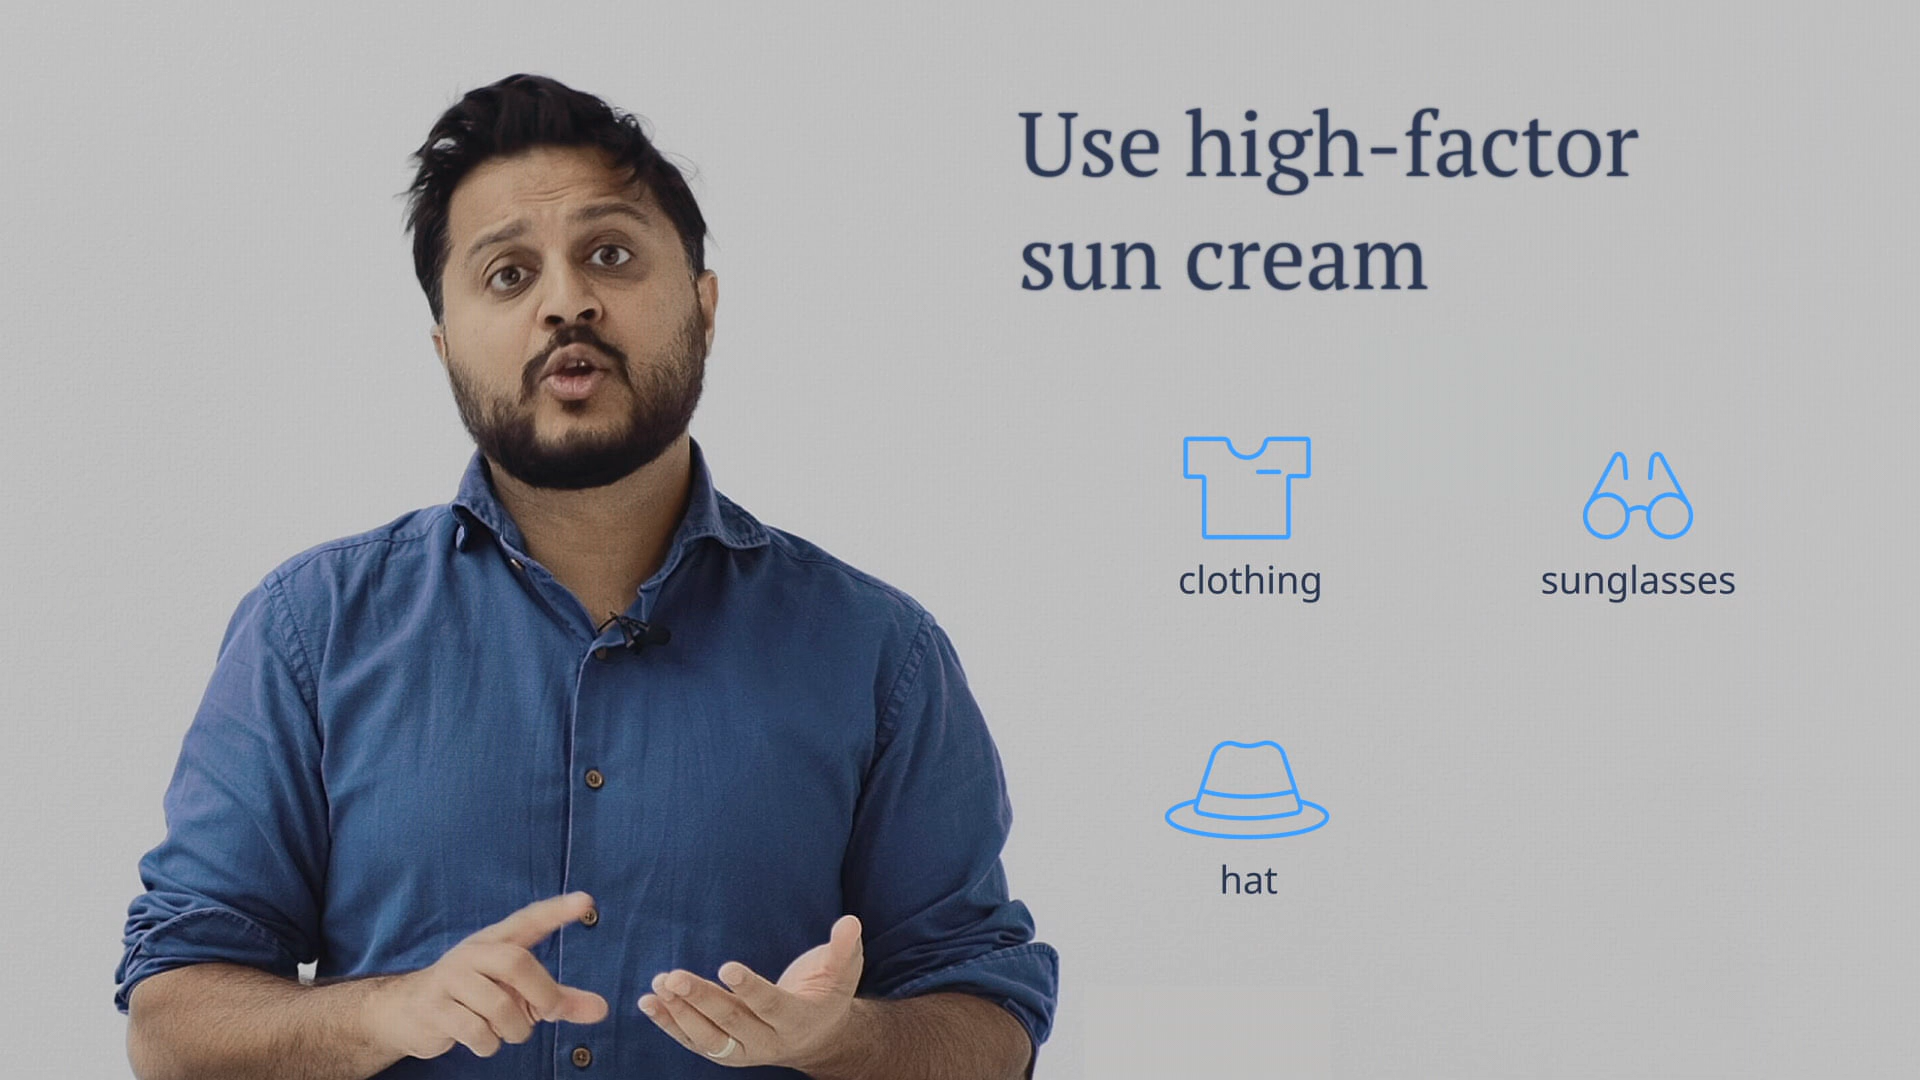 Use high-factor
sun cream
clothing
sunglasses
hat